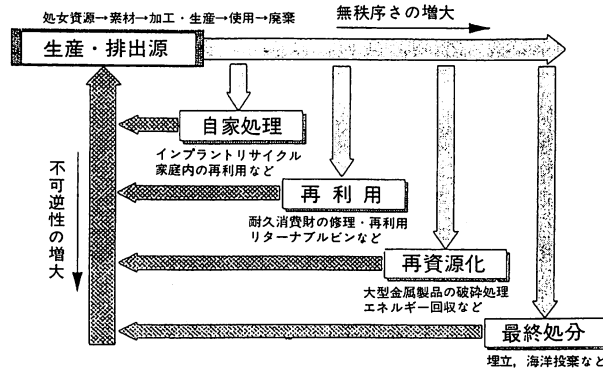 処女資源→素材→加工・生産→使用→廃棄
無秩序さの増大
生産・排出源
自家処理
インプラントリサイクル
家庭内の再利用など
不可逆性の増大
再利用
耐久消費財の修理・再利用
リターナブルビンなど
再資源化
大型金属製品の破砕処理
エネルギー回収など
最終処分
埋立，海洋投棄など